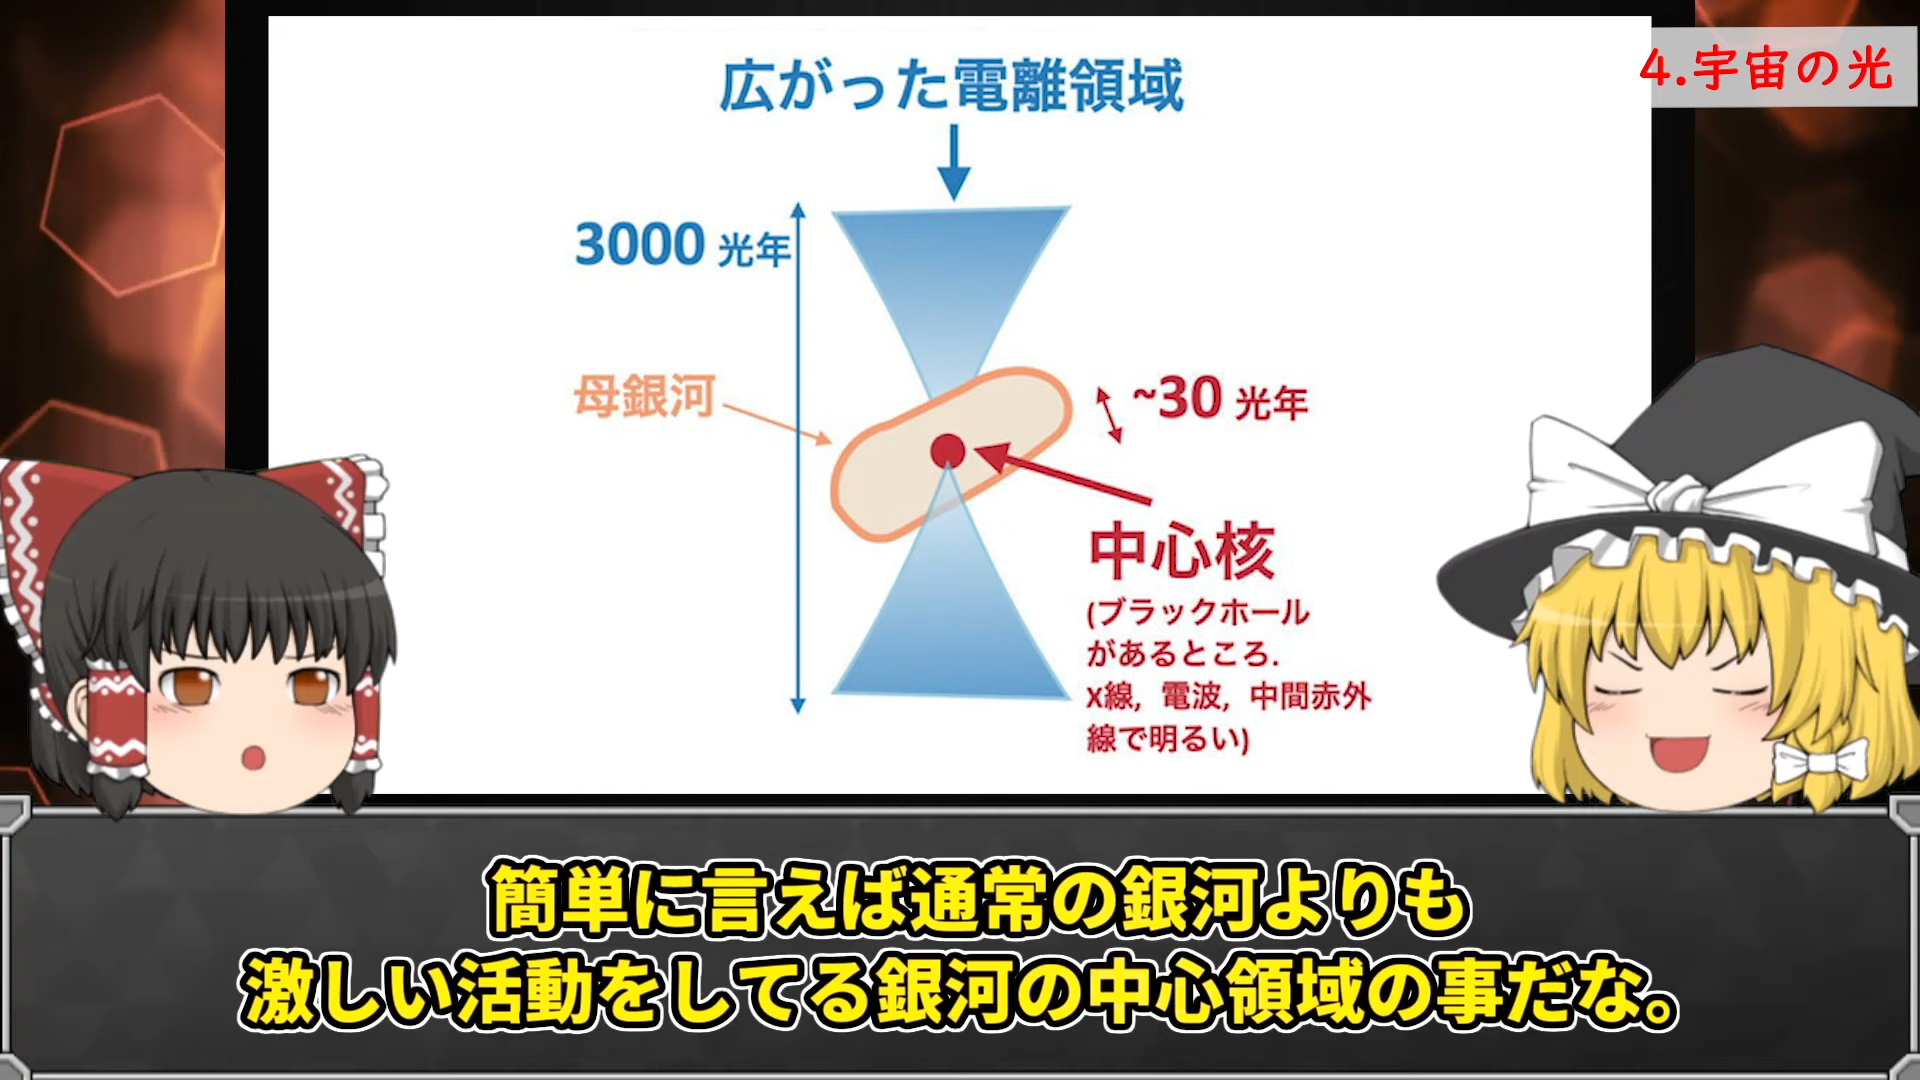 4.宇宙の光
広がった電離領域
3000 光年
母銀河
~30 光年
中心核
(ブラックホール
があるところ.
x線, 電波, 中間赤外
線で明るい)
簡単に言えば通常の銀河よりも
激しい活動をしてる銀河の中心領域の事だな。